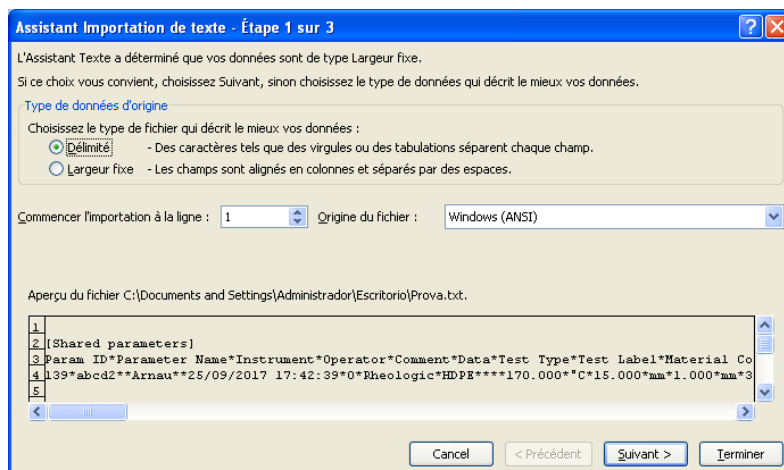 Assistant Importation de texte - Étape 1 sur 3
L'Assistant Texte a déterminé que vos données sont de type Largeur fixe.
Si ce choix vous convient, choisissez Suivant, sinon choisissez le type de données qui décrit le mieux vos données.
Type de données d'origine
Choisissez le type de fichier qui décrit le mieux vos données :
Délimité - Des caractères tels que des virgules ou des tabulations séparent chaque champ.
Largeur fixe - Les champs sont alignés en colonnes et séparés par des espaces.
Commencer l'importation à la ligne : 1 Origine du fichier : Windows (ANSI)
Aperçu du fichier C:\Documents and Settings\Administrador\Escritorio\Prova.txt.
1
2 [Shared parameters]
3 Param ID*Parameter Name*Instrument*Operator*Comment*Data*Test Type*Test Label*Material Co
4 139*abcd2**Arnau**25/09/2017 17:42:39*0*Rheologic*HDPE****170.000*°C*15.000*mm*1.000*mm*3
5
Cancel < Précédent Suivant > Terminer